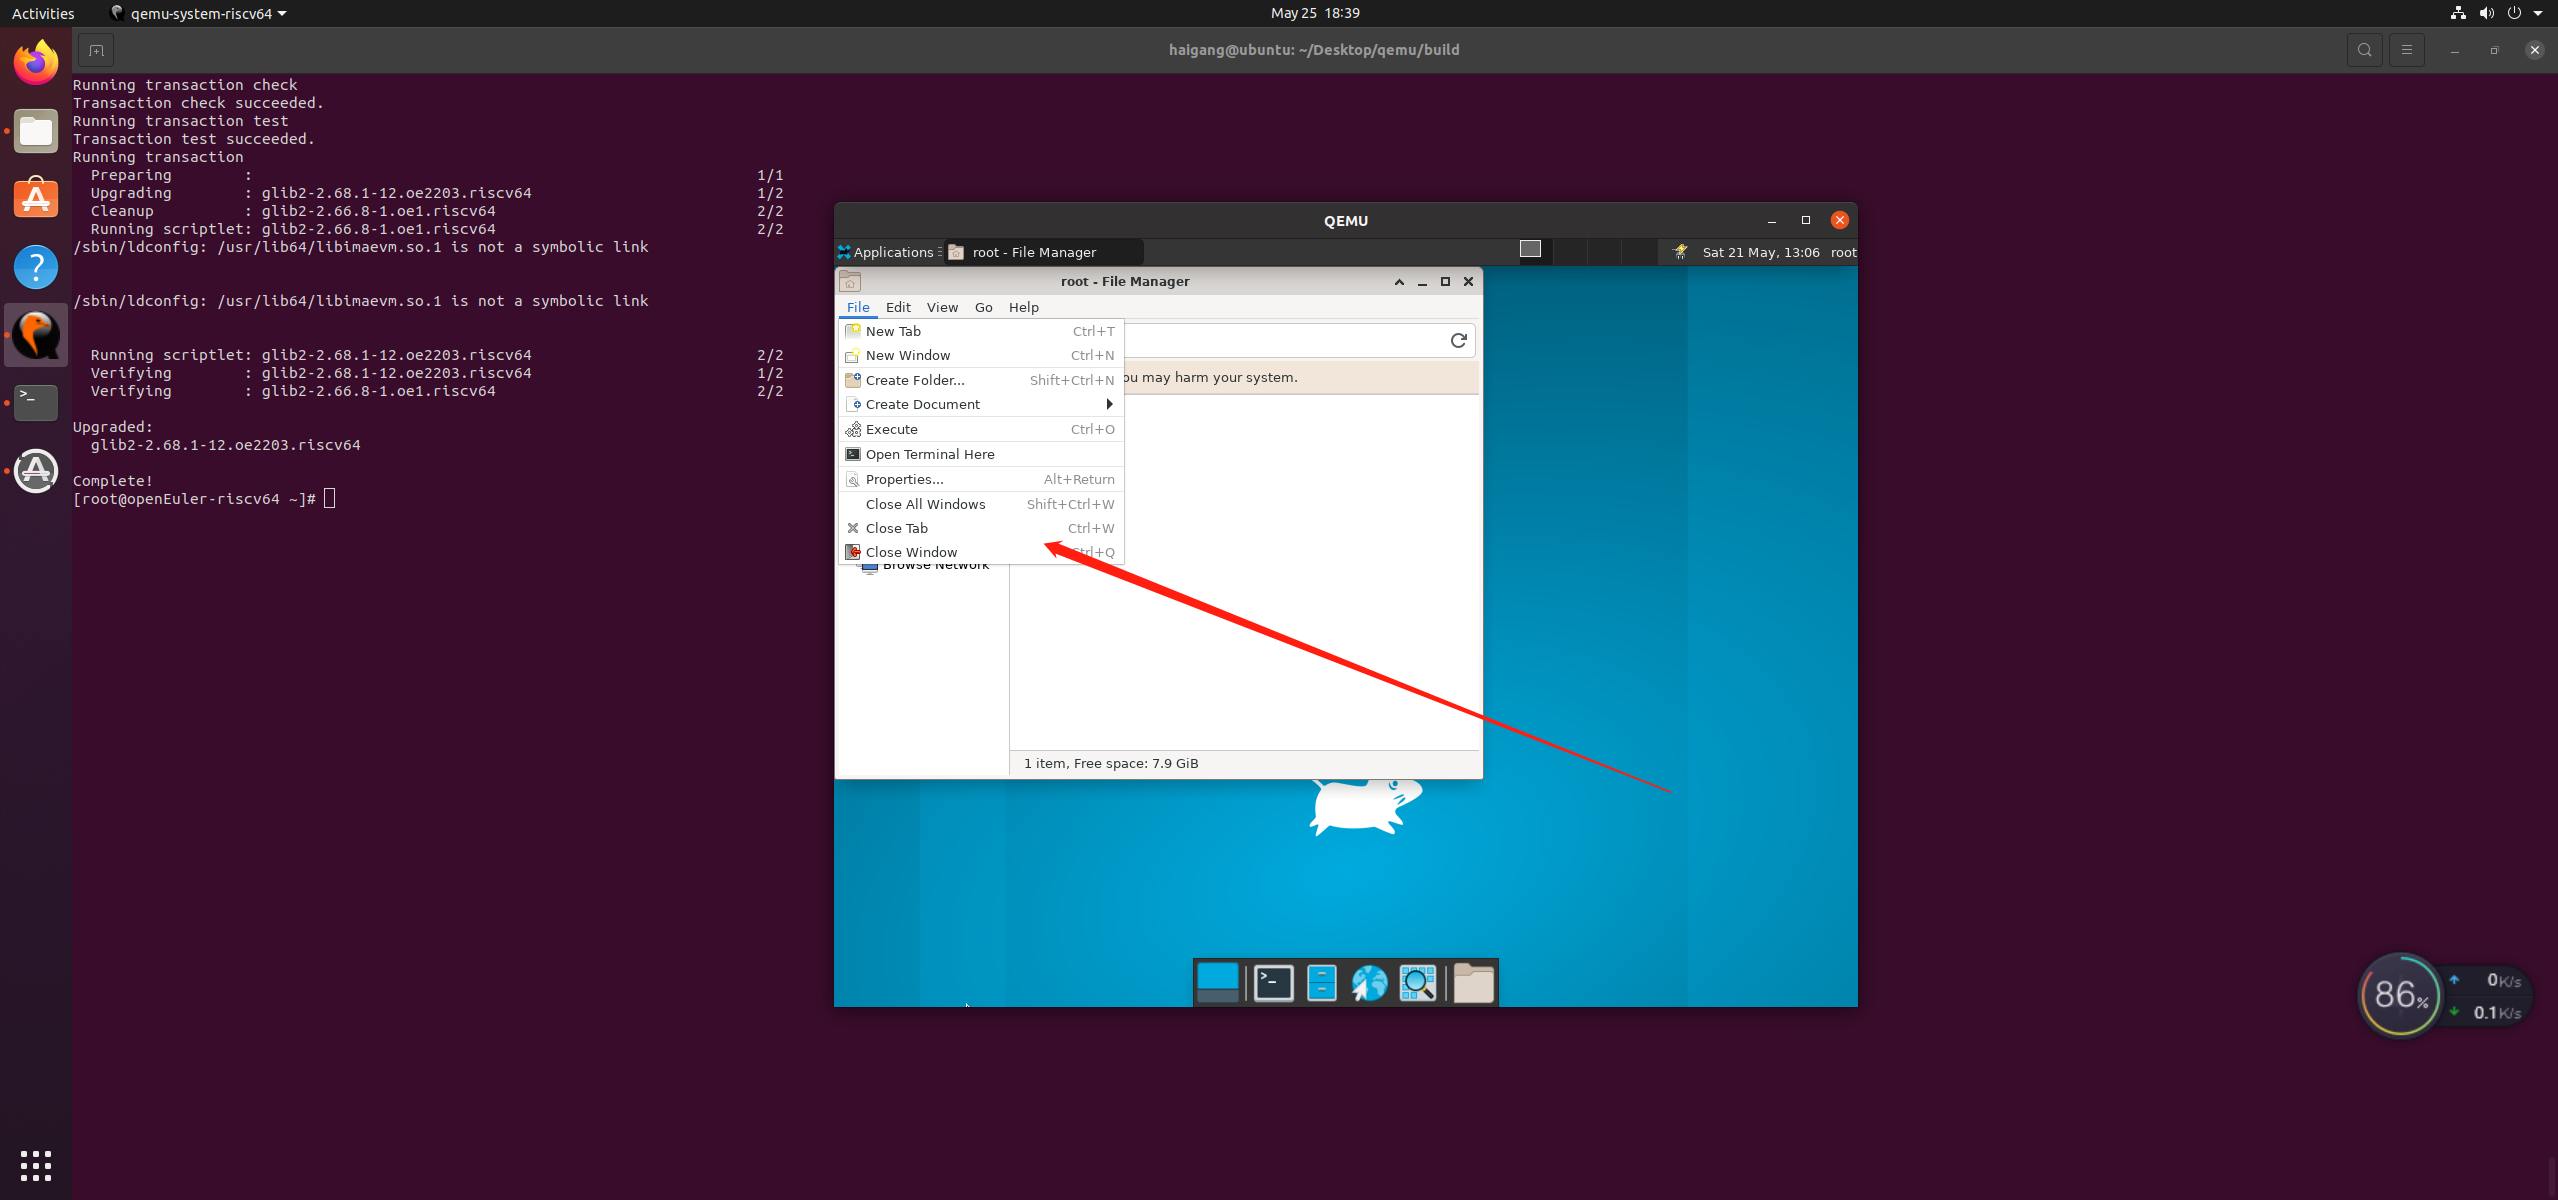 Activities
qemu-system-riscv64
May 25 18:39
haigang@ubuntu: ~/Desktop/qemu/build
Running transaction check
Transaction check succeeded.
Running transaction test
Transaction test succeeded.
Running transaction
Preparing        :                                                        1/1
Upgrading        : glib2-2.68.1-12.oe2203.riscv64                         1/2
Cleanup          : glib2-2.66.8-1.oe1.riscv64                             2/2
Running scriptlet: glib2-2.66.8-1.oe1.riscv64                             2/2
/sbin/ldconfig: /usr/lib64/libimaevm.so.1 is not a symbolic link
/sbin/ldconfig: /usr/lib64/libimaevm.so.1 is not a symbolic link
Running scriptlet: glib2-2.68.1-12.oe2203.riscv64                         2/2
Verifying        : glib2-2.68.1-12.oe2203.riscv64                         1/2
Verifying        : glib2-2.66.8-1.oe1.riscv64                             2/2
Upgraded:
glib2-2.68.1-12.oe2203.riscv64
Complete!
[root@openEuler-riscv64 ~]#
QEMU
Applications
root - File Manager
Sat 21 May, 13:06
root
root - File Manager
File Edit View Go Help
New Tab Ctrl+T
New Window Ctrl+N
Create Folder... Shift+Ctrl+N
Create Document
Execute Ctrl+O
Open Terminal Here
Properties... Alt+Return
Close All Windows Shift+Ctrl+W
Close Tab Ctrl+W
Close Window Ctrl+Q
ou may harm your system.
Browse Network
1 item, Free space: 7.9 GiB
86%
0K/s
0.1K/s